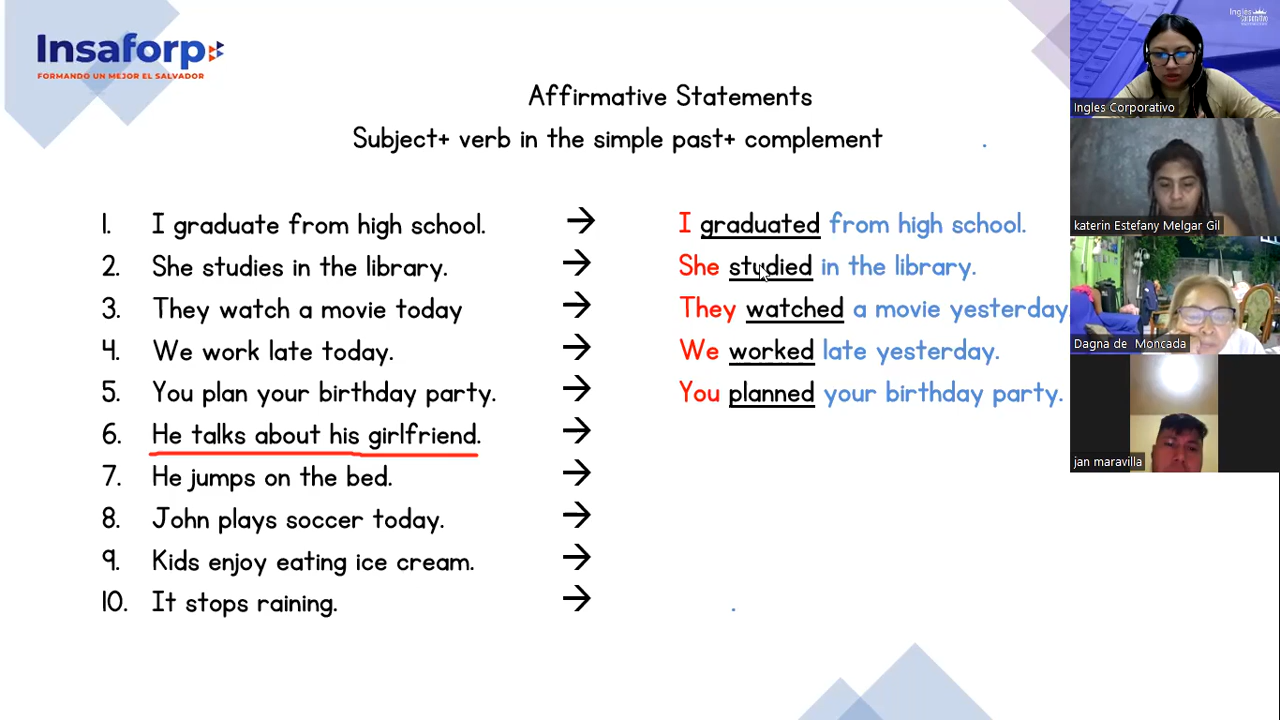 Insaforp
FORMANDO UN MEJOR EL SALVADOR
Affirmative Statements
Subject+ verb in the simple past+ complement .
1. I graduate from high school. → I graduated from high school.
2. She studies in the library. → She studied in the library.
3. They watch a movie today → They watched a movie yesterday
4. We work late today. → We worked late yesterday.
5. You plan your birthday party. → You planned your birthday party.
6. He talks about his girlfriend. →
7. He jumps on the bed. →
8. John plays soccer today. →
9. Kids enjoy eating ice cream. →
10. It stops raining. → .
Ingles
corporativo
Ingles Corporativo
katerin Estefany Melgar Gil
Dagna de Moncada
jan maravilla